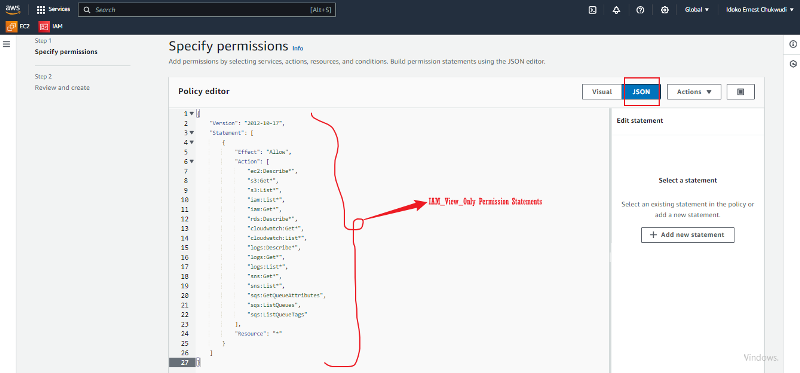 aws
Services
Search
[Alt+S]
Global
Idoko Ernest Chukwudi
EC2
IAM
Step 1
Specify permissions
Step 2
Review and create
Specify permissions Info
Add permissions by selecting services, actions, resources, and conditions. Build permission statements using the JSON editor.
Policy editor
Visual
JSON
Actions
1 {
2 "Version": "2012-10-17",
3 "Statement": [
4 {
5 "Effect": "Allow",
6 "Action": [
7 "ec2:Describe*",
8 "s3:Get*",
9 "s3:List*",
10 "iam:List*",
11 "iam:Get*",
12 "rds:Describe*",
13 "cloudwatch:Get*",
14 "cloudwatch:List*",
15 "logs:Describe*",
16 "logs:Get*",
17 "logs:List*",
18 "sns:Get*",
19 "sns:List*",
20 "sqs:GetQueueAttributes",
21 "sqs:ListQueues",
22 "sqs:ListQueueTags"
23 ],
24 "Resource": "*"
25 }
26 ]
27 }
IAM_View_Only Permission Statements
Edit statement
Select a statement
Select an existing statement in the policy or
add a new statement.
+ Add new statement
Windows.